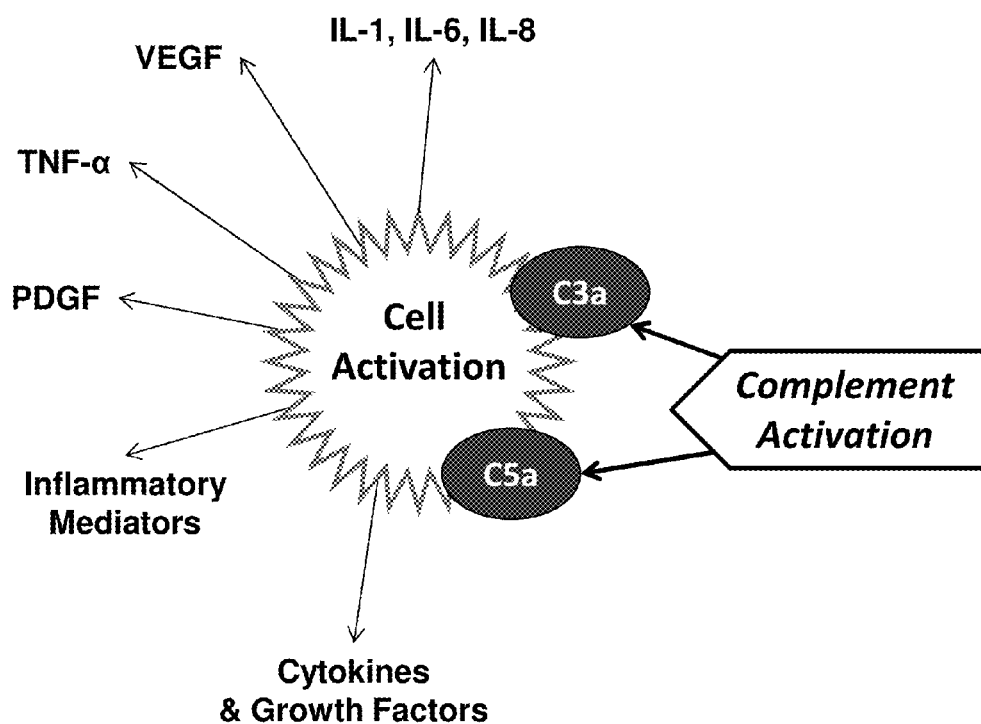 IL-1, IL-6, IL-8
VEGF
TNF-α
PDGF
Cell
Activation
C3a
C5a
Complement
Activation
Inflammatory
Mediators
Cytokines
& Growth Factors